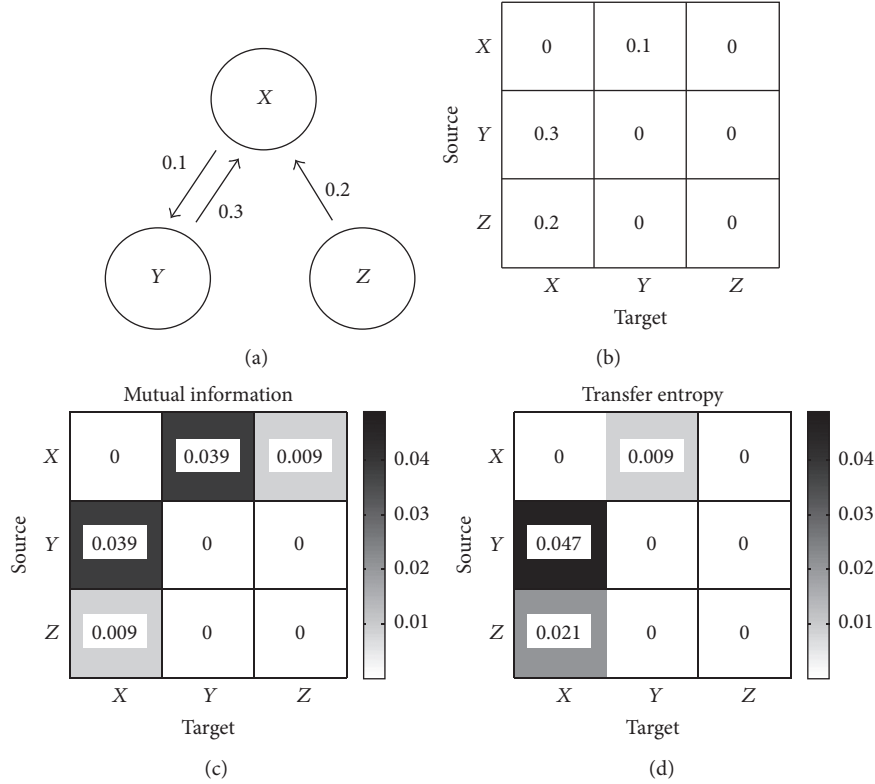 X
0.1
0.3
0.2
Y
Z
(a)
Source
X 0 0.1 0
Y 0.3 0 0
Z 0.2 0 0
X Y Z
Target
(b)
Mutual information
Source
X 0 0.039 0.009
Y 0.039 0 0
Z 0.009 0 0
X Y Z
Target
0.04
0.03
0.02
0.01
(c)
Transfer entropy
Source
X 0 0.009 0
Y 0.047 0 0
Z 0.021 0 0
X Y Z
Target
0.04
0.03
0.02
0.01
(d)